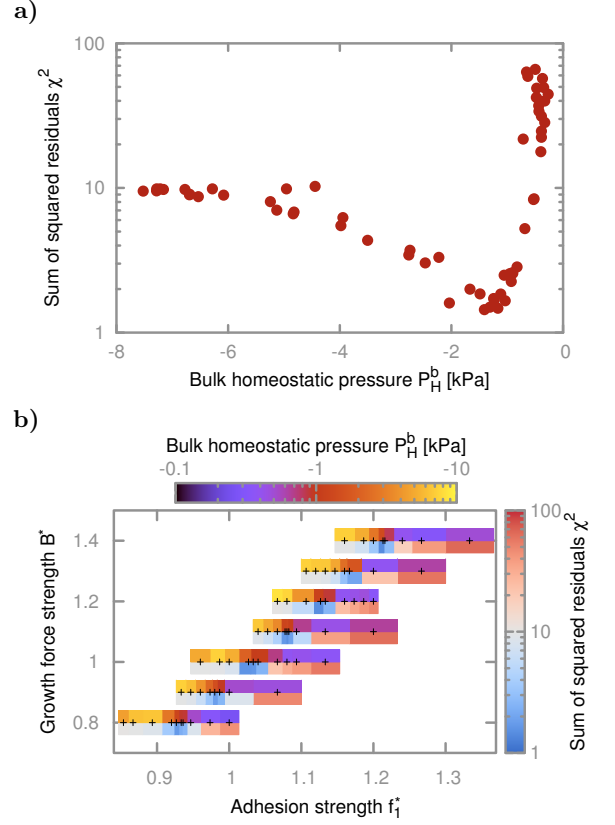 a)
Sum of squared residuals χ²
100
10
1
-8
-6
-4
-2
0
Bulk homeostatic pressure P_H^b [kPa]
b)
Bulk homeostatic pressure P_H^b [kPa]
-0.1
-1
-10
Growth force strength B*
1.4
1.2
1
0.8
0.9
1
1.1
1.2
1.3
Adhesion strength f_1^*
100
10
1
Sum of squared residuals χ²